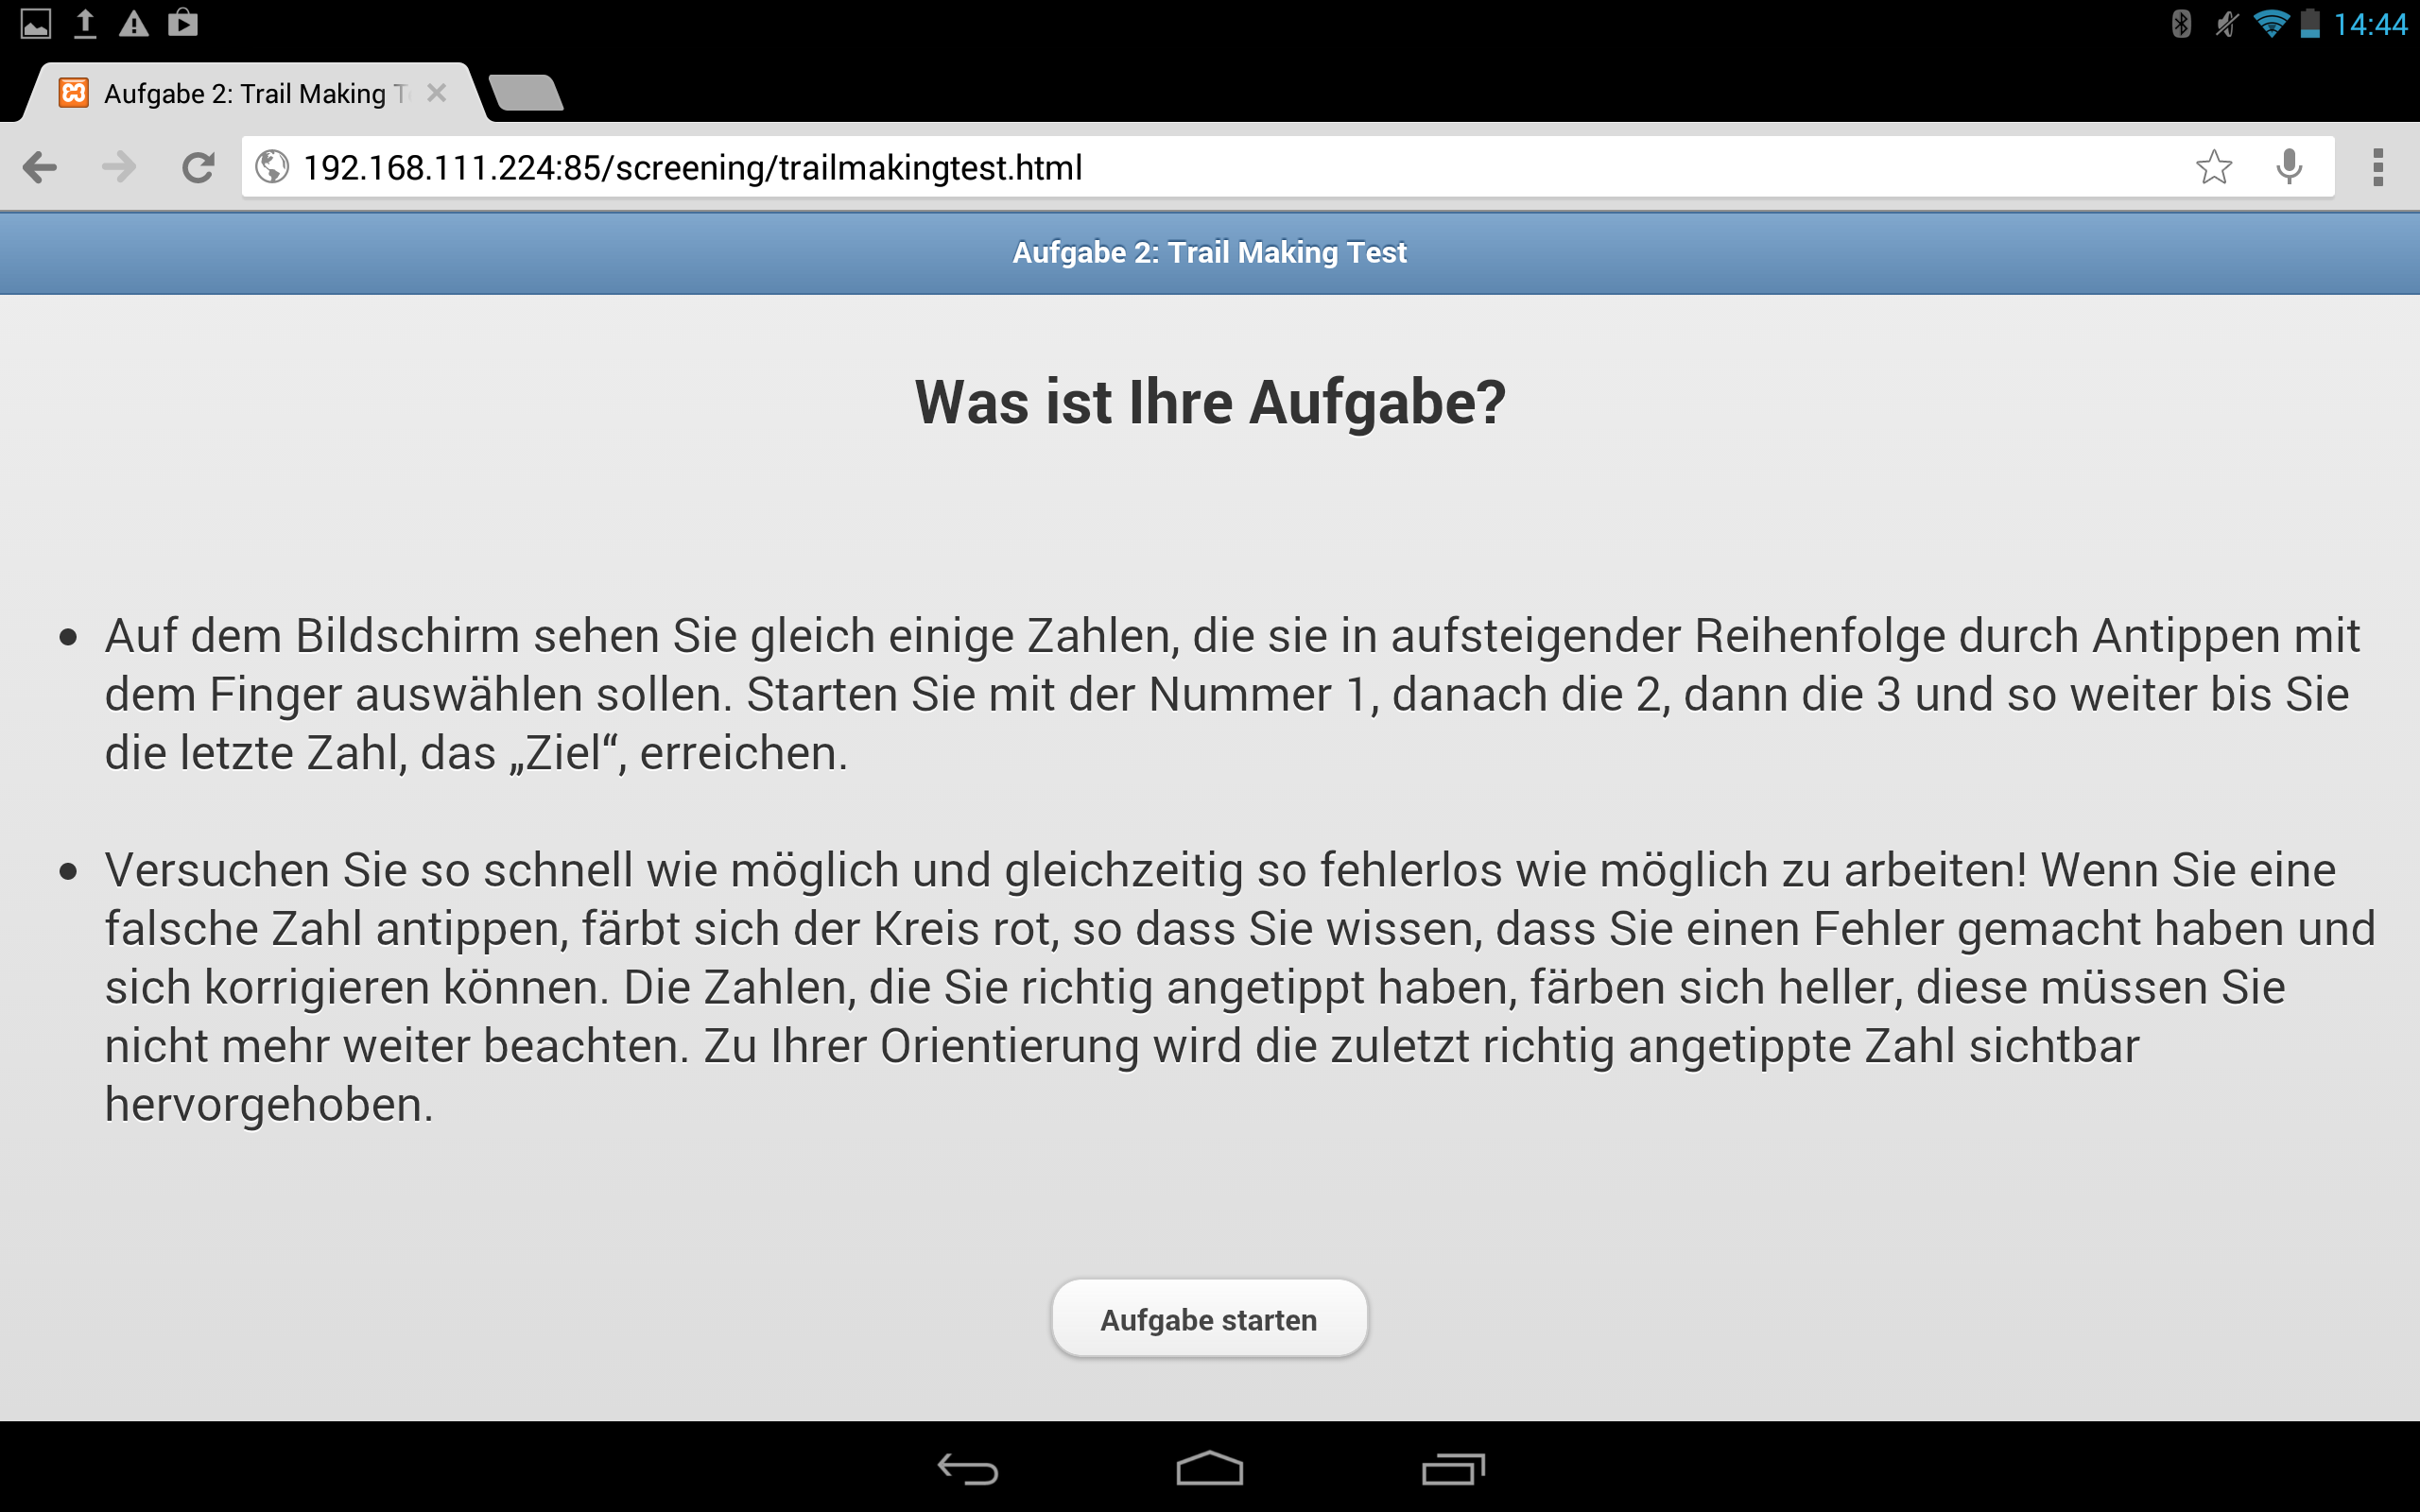 14:44
Aufgabe 2: Trail Making T
192.168.111.224:85/screening/trailmakingtest.html
Aufgabe 2: Trail Making Test
Was ist Ihre Aufgabe?
• Auf dem Bildschirm sehen Sie gleich einige Zahlen, die sie in aufsteigender Reihenfolge durch Antippen mit
dem Finger auswählen sollen. Starten Sie mit der Nummer 1, danach die 2, dann die 3 und so weiter bis Sie
die letzte Zahl, das „Ziel“, erreichen.
• Versuchen Sie so schnell wie möglich und gleichzeitig so fehlerlos wie möglich zu arbeiten! Wenn Sie eine
falsche Zahl antippen, färbt sich der Kreis rot, so dass Sie wissen, dass Sie einen Fehler gemacht haben und
sich korrigieren können. Die Zahlen, die Sie richtig angetippt haben, färben sich heller, diese müssen Sie
nicht mehr weiter beachten. Zu Ihrer Orientierung wird die zuletzt richtig angetippte Zahl sichtbar
hervorgehoben.
Aufgabe starten